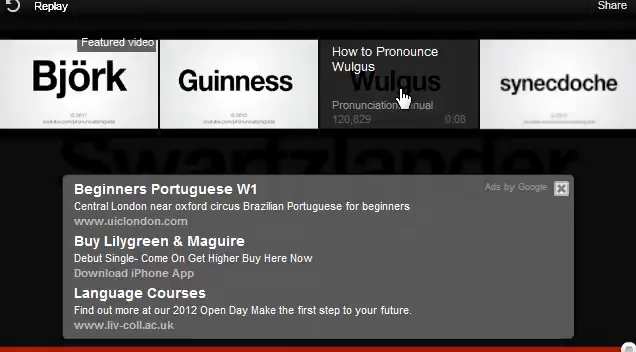 Replay
Share
Featured video
Björk
Guinness
How to Pronounce
Wulgus
Wulgus
synecdoche
© 2011
© 2012
120,829
0:08
Swartzlander
Beginners Portuguese W1
Ads by Google
Central London near oxford circus Brazilian Portuguese for beginners
www.uiclondon.com
Buy Lilygreen & Maguire
Debut Single- Come On Get Higher Buy Here Now
Download iPhone App
Language Courses
Find out more at our 2012 Open Day Make the first step to your future.
www.liv-coll.ac.uk